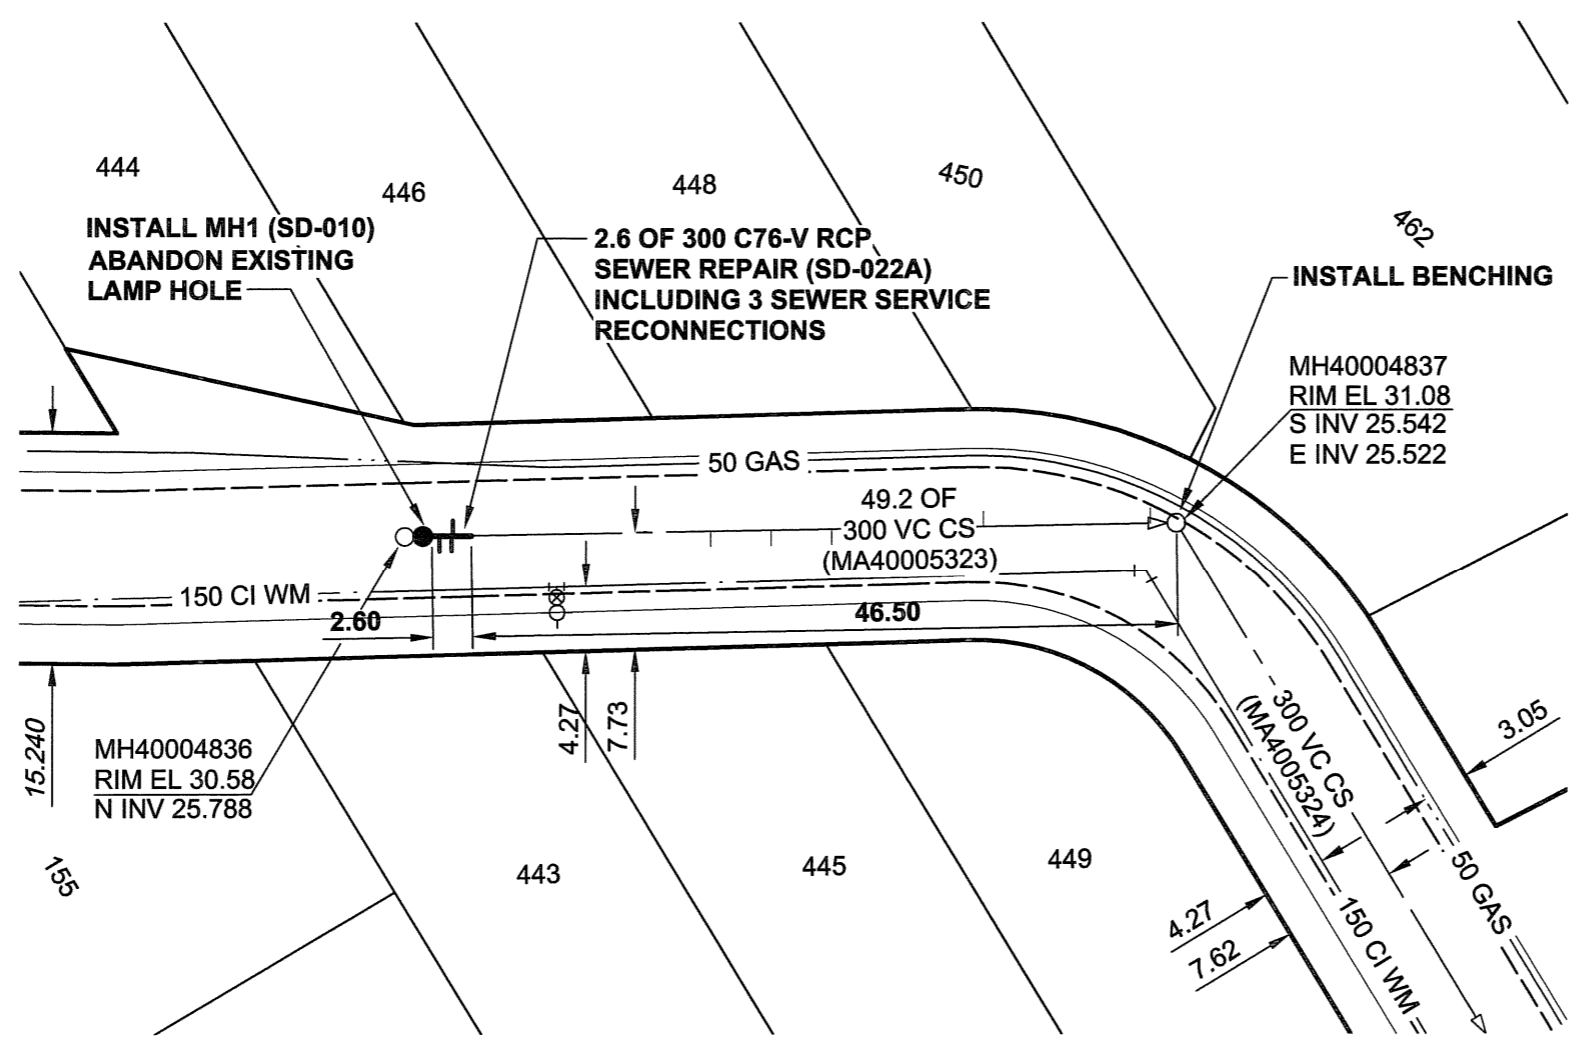 444
446
448
450
462
INSTALL MH1 (SD-010)
ABANDON EXISTING
LAMP HOLE
2.6 OF 300 C76-V RCP
SEWER REPAIR (SD-022A)
INCLUDING 3 SEWER SERVICE
RECONNECTIONS
INSTALL BENCHING
MH40004837
RIM EL 31.08
S INV 25.542
E INV 25.522
50 GAS
49.2 OF
300 VC CS
(MA40005323)
150 CI WM
2.60
46.50
15.240
4.27
7.73
MH40004836
RIM EL 30.58
N INV 25.788
300 VC CS
(MA4005324)
3.05
155
443
445
449
4.27
7.62
150 CI WM
50 GAS